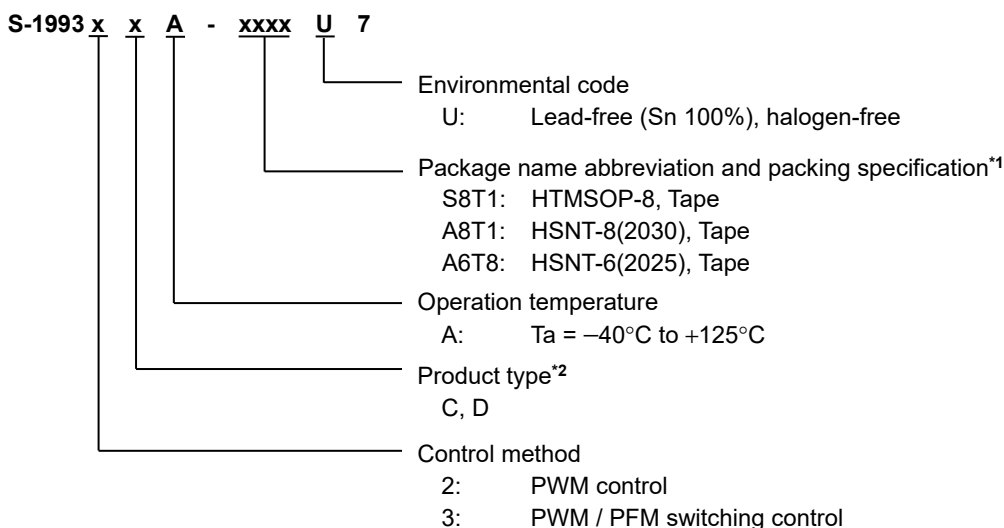 S-1993 x x A - xxxx U 7
Environmental code
U: Lead-free (Sn 100%), halogen-free
Package name abbreviation and packing specification*1
S8T1: HTMSOP-8, Tape
A8T1: HSNT-8(2030), Tape
A6T8: HSNT-6(2025), Tape
Operation temperature
A: Ta = −40°C to +125°C
Product type*2
C, D
Control method
2: PWM control
3: PWM / PFM switching control